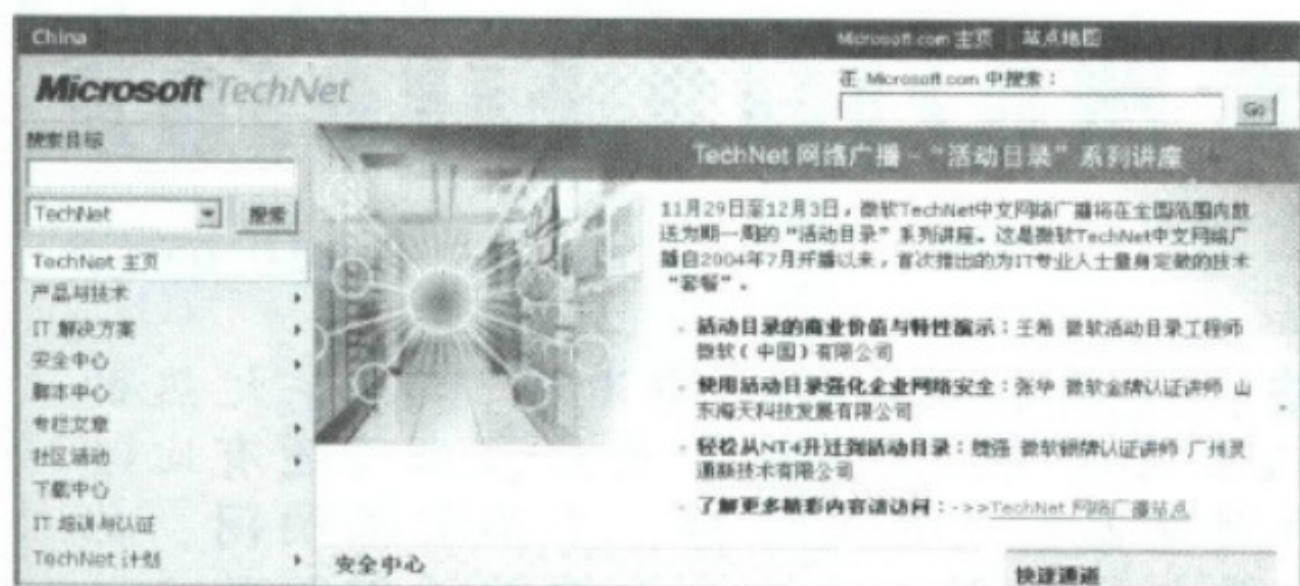 China
Microsoft.com 主页 站点地图
Microsoft TechNet
在 Microsoft.com 中搜索：
Go
搜索目标
TechNet
搜索
TechNet 主页
产品与技术
IT 解决方案
安全中心
脚本中心
专栏文章
社区活动
下载中心
IT 培训与认证
TechNet 计划
TechNet 网络广播 - “活动目录” 系列讲座
11月29日至12月3日，微软TechNet中文网络广播将在全国范围内散
送为期一周的“活动目录”系列讲座。这是微软TechNet中文网络广
播自2004年7月开播以来，首次推出的为IT专业人士量身定做的技术
“套餐”。
活动目录的商业价值与特性演示：王希 微软活动目录工程师
微软（中国）有限公司
使用活动目录强化企业网络安全：张华 微软金牌认证讲师 山
东海天科技发展有限公司
轻松从NT4升迁到活动目录：魏强 微软银牌认证讲师 广州灵
通新技术有限公司
了解更多精彩内容请访问：->>TechNet 网络广播站点
安全中心
快速通道